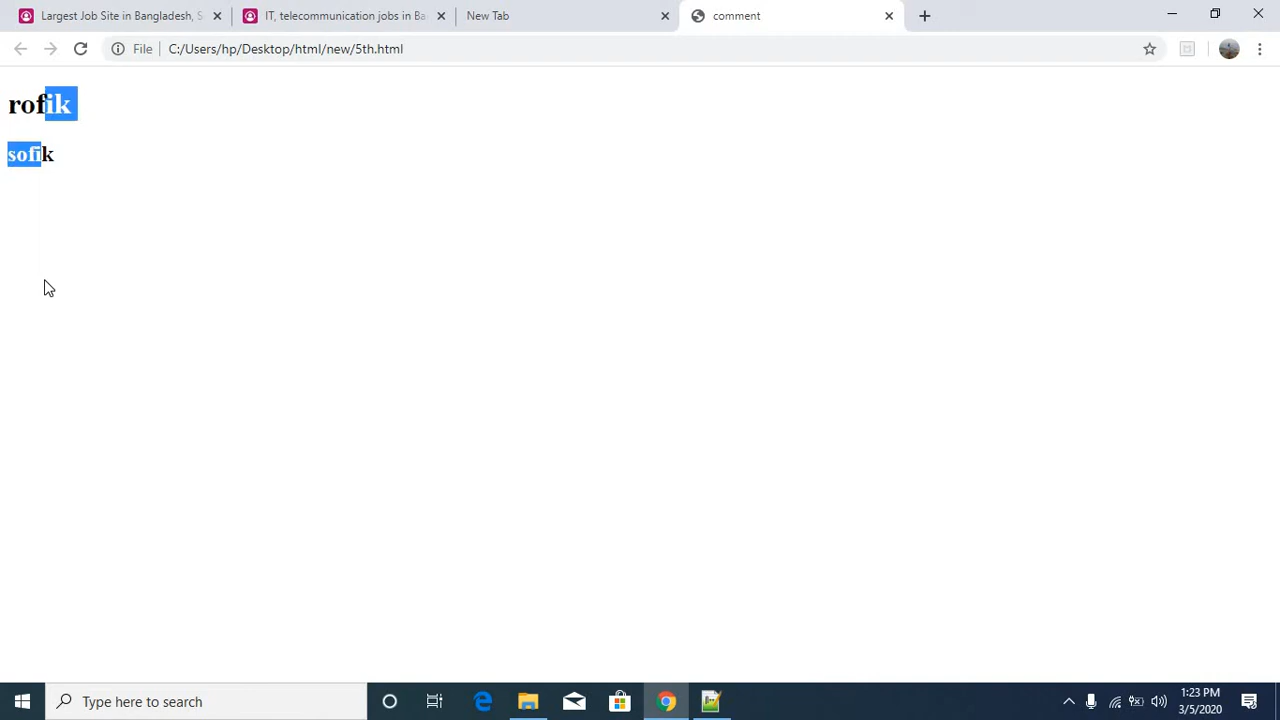 Largest Job Site in Bangladesh, S
IT, telecommunication jobs in Ba
New Tab
comment
File
C:/Users/hp/Desktop/html/new/5th.html
rofik
sofik
Type here to search
1:23 PM
3/5/2020